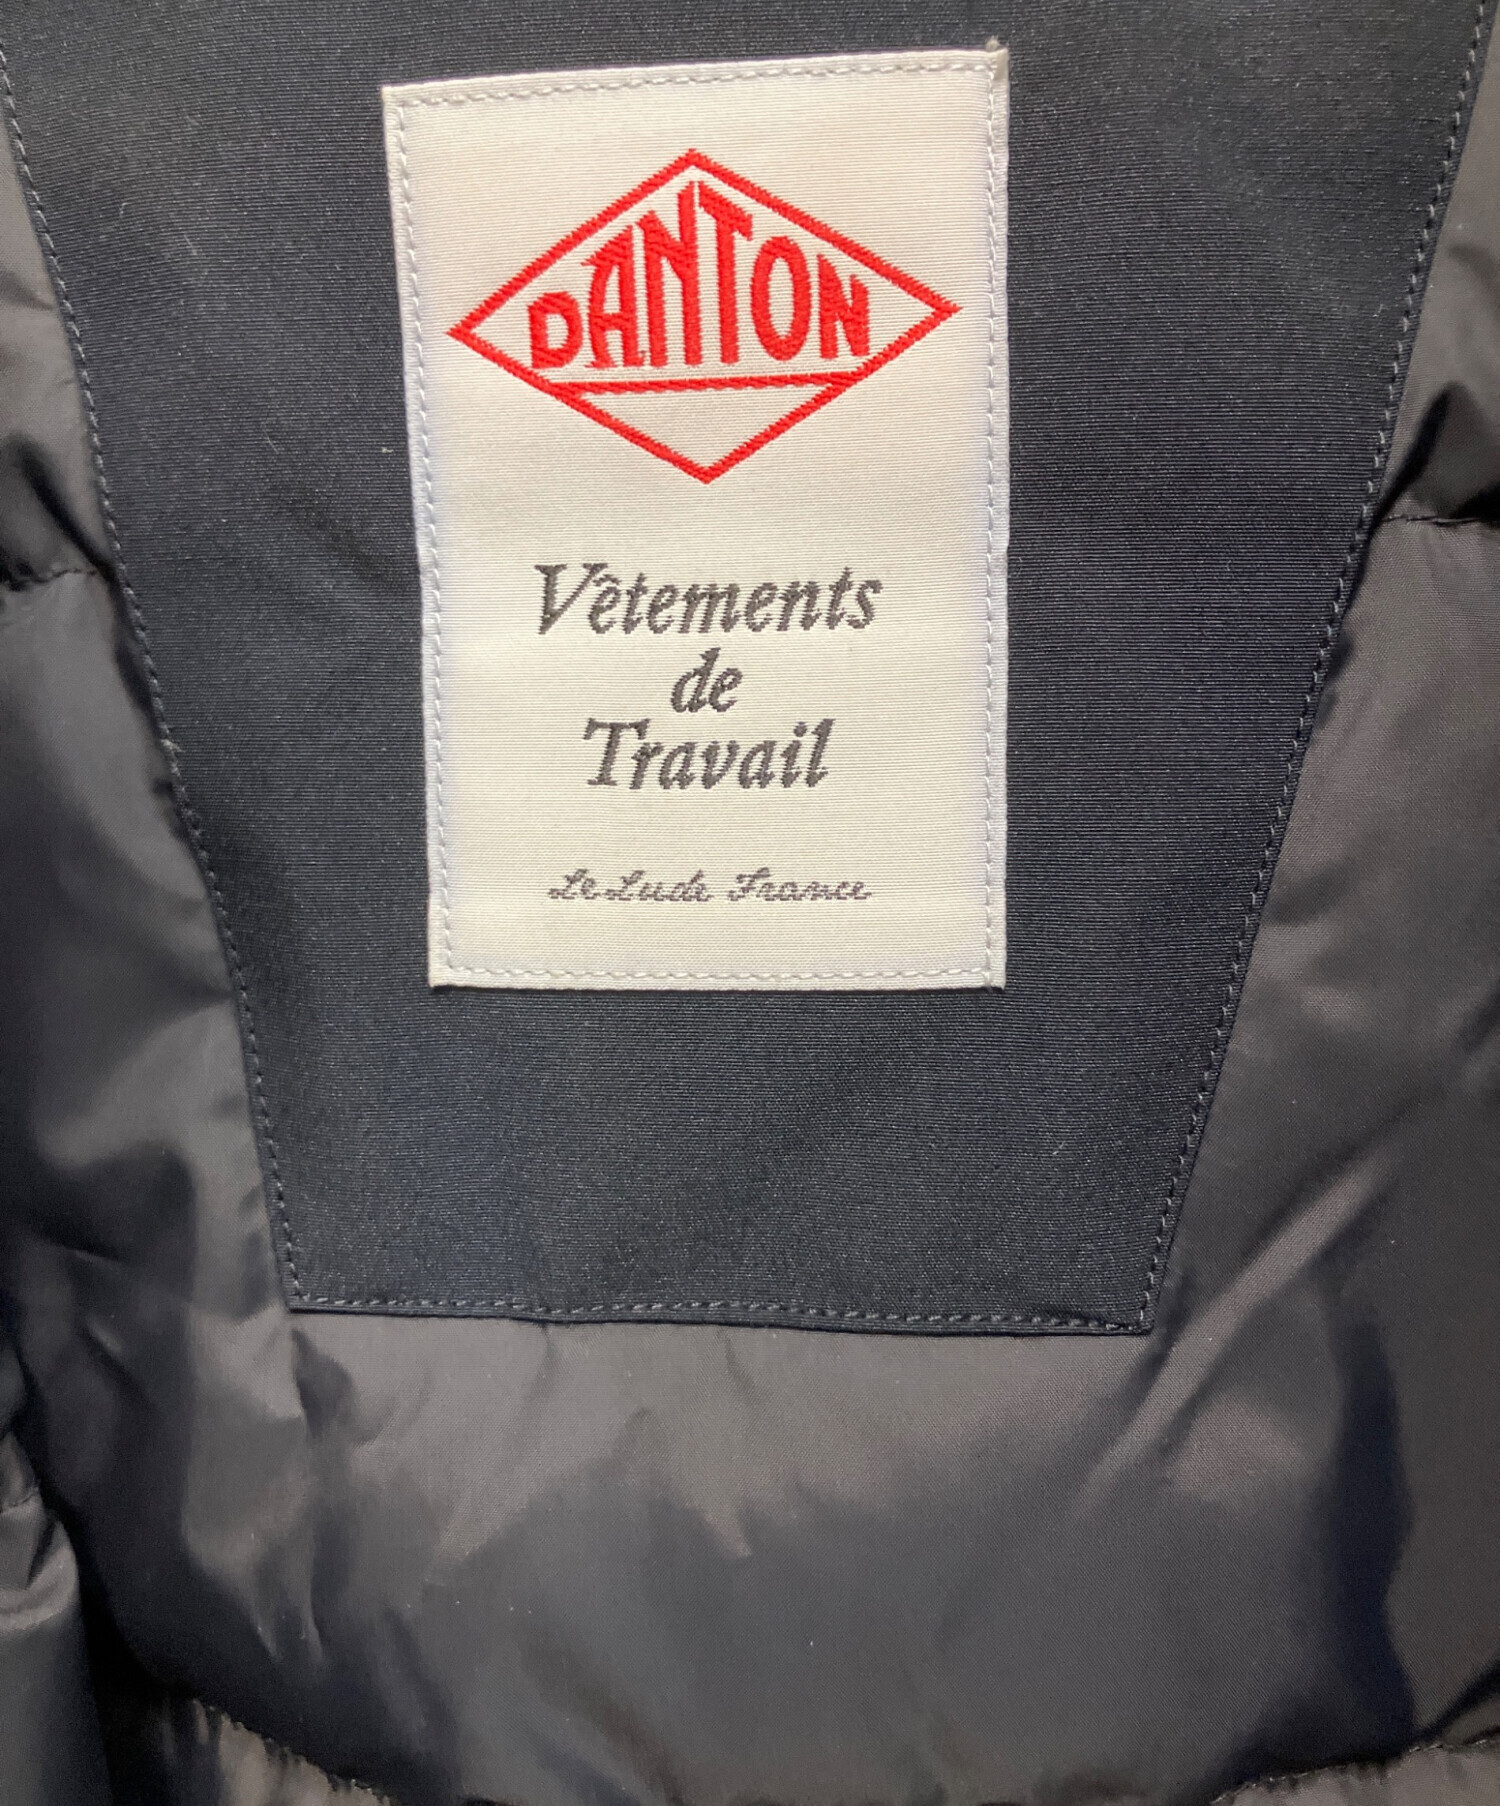 DANTON
Vêtements
de
Travail
Le Lude France